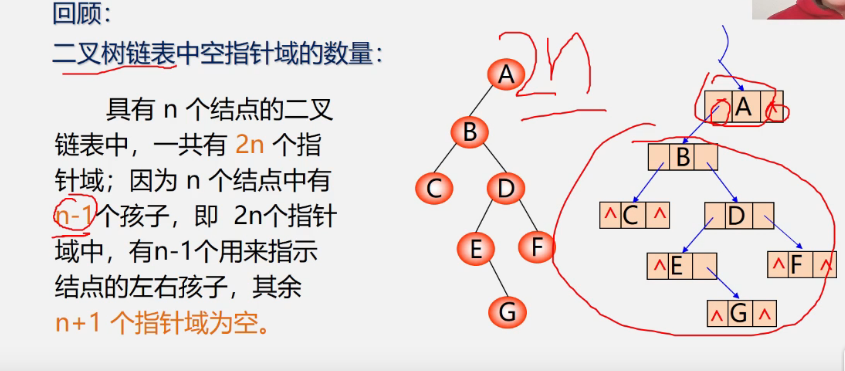 回顾：
二叉树链表中空指针域的数量：
具有 n 个结点的二叉
链表中，一共有 2n 个指
针域；因为 n 个结点中有
n-1个孩子，即 2n个指针
域中，有n-1个用来指示
结点的左右孩子，其余
n+1 个指针域为空。
2n
A
B
C
D
E
F
G
A ^
B
^ C ^
D
^ E
^ F ^
^ G ^